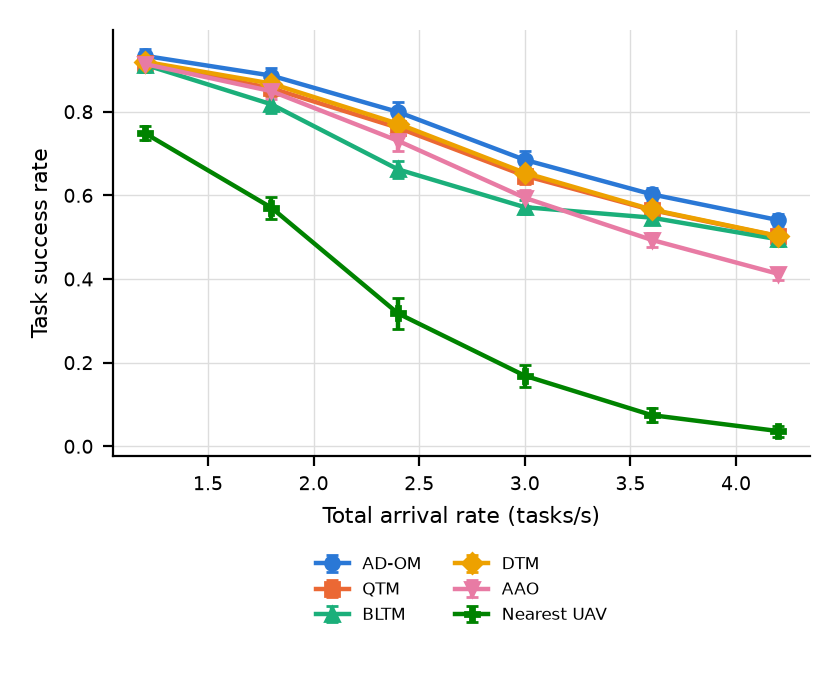 Task success rate
0.8
0.6
0.4
0.2
0.0
1.5 2.0 2.5 3.0 3.5 4.0
Total arrival rate (tasks/s)
AD-OM DTM
QTM AAO
BLTM Nearest UAV